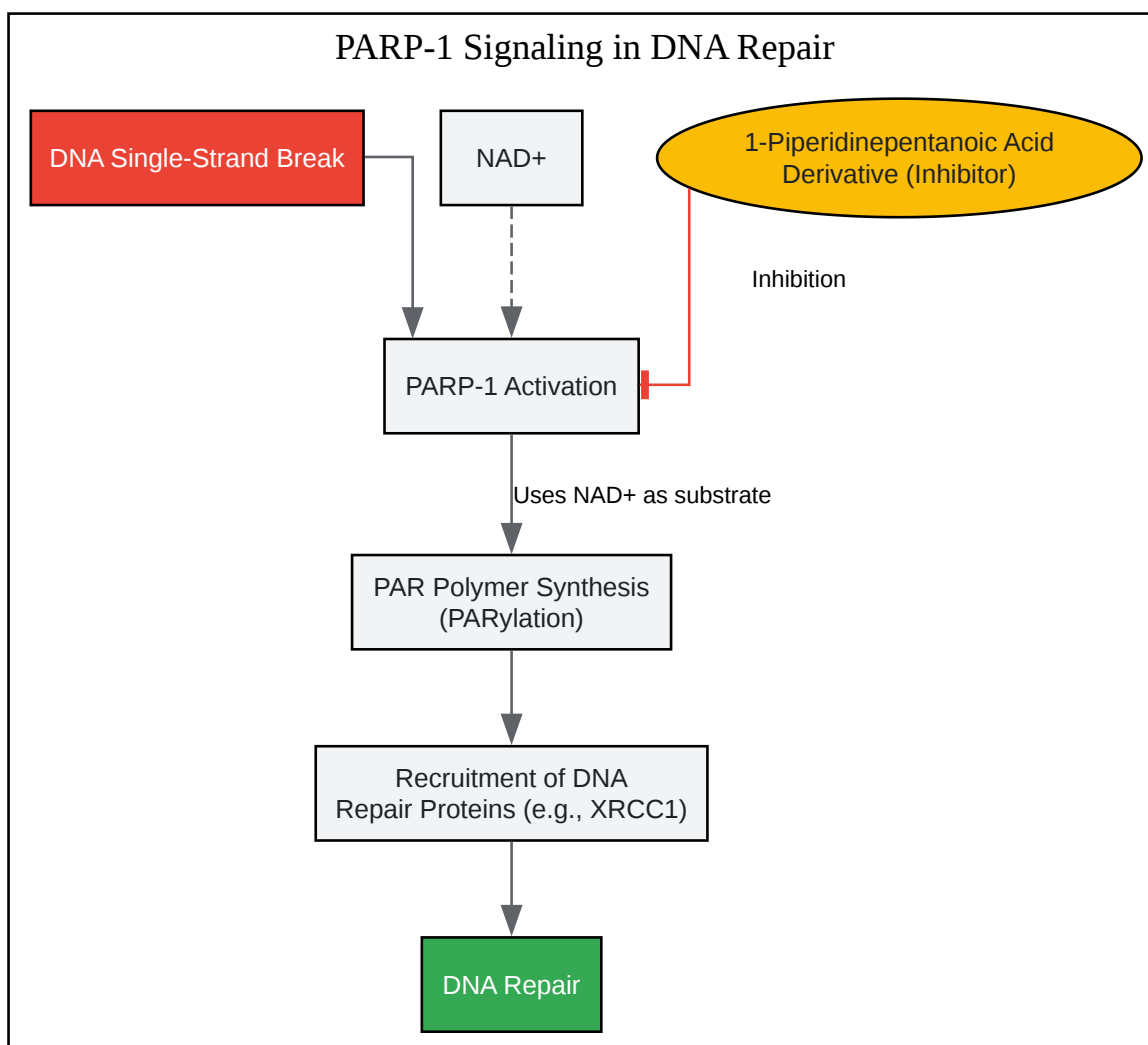 PARP-1 Signaling in DNA Repair
DNA Single-Strand Break
NAD+
1-Piperidinepentanoic Acid
Derivative (Inhibitor)
Inhibition
PARP-1 Activation
Uses NAD+ as substrate
PAR Polymer Synthesis
(PARylation)
Recruitment of DNA
Repair Proteins (e.g., XRCC1)
DNA Repair